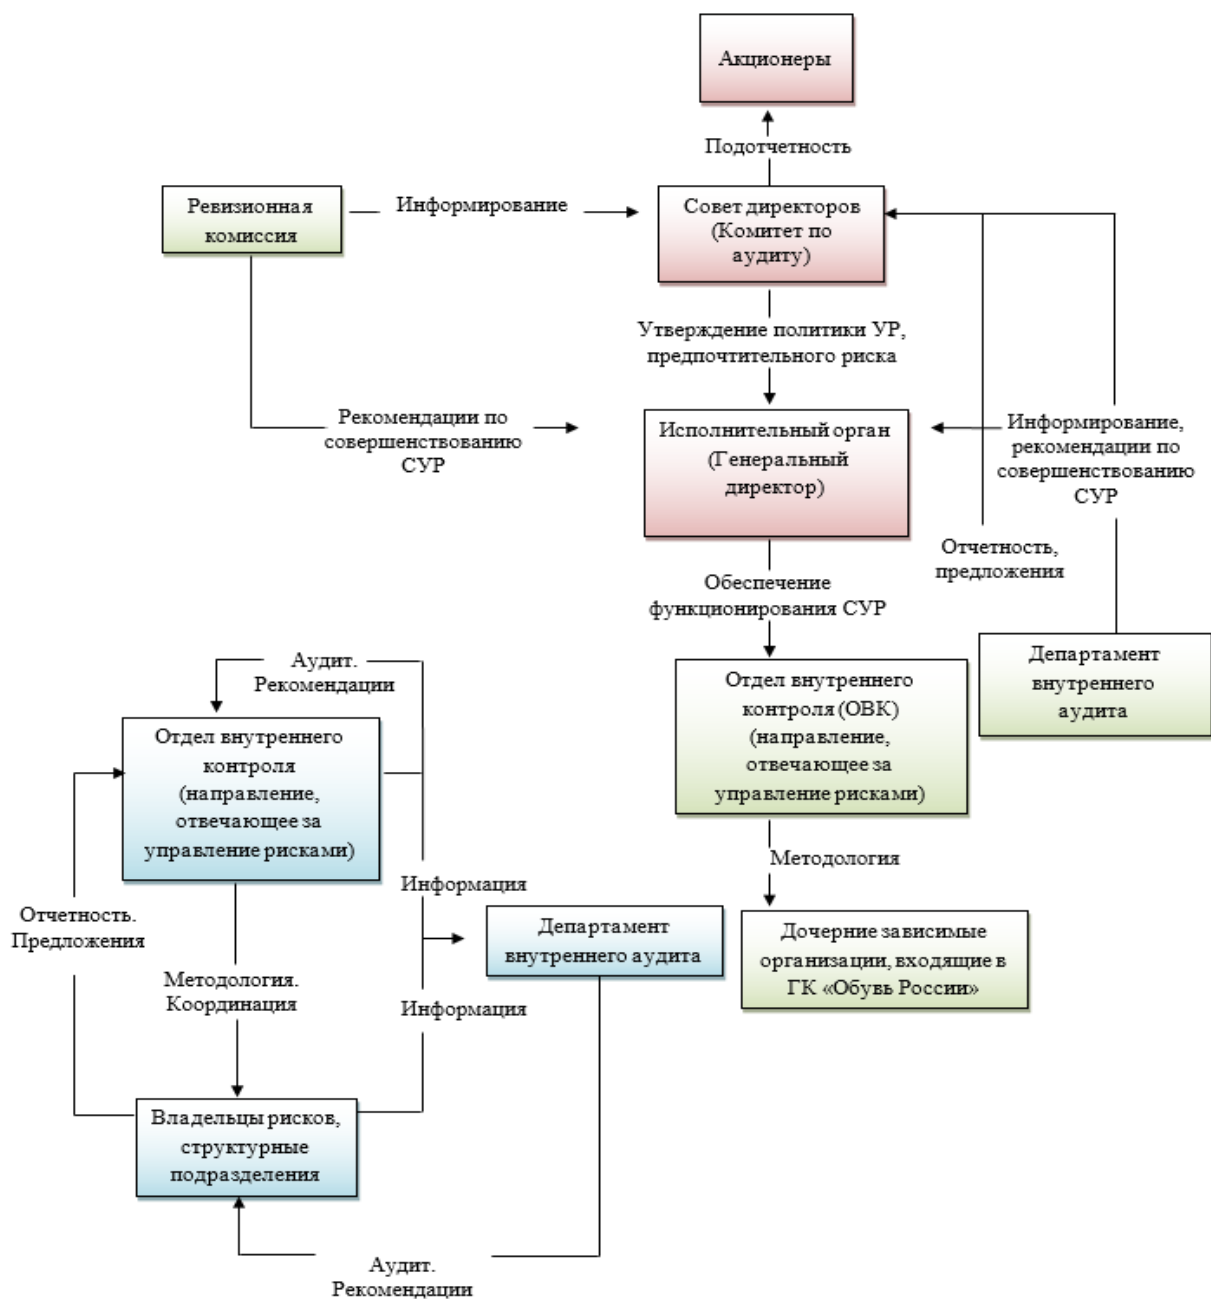 Акционеры
Подотчетность
Ревизионная
комиссия
Информирование
Совет директоров
(Комитет по
аудиту)
Утверждение политики УР,
предпочтительного риска
Рекомендации по
совершенствованию
СУР
Исполнительный орган
(Генеральный
директор)
Информирование,
рекомендации по
совершенствованию
СУР
Отчетность,
предложения
Обеспечение
функционирования СУР
Департамент
внутреннего
аудита
Отдел внутреннего
контроля (ОВК)
(направление,
отвечающее за
управление рисками)
Методология
Дочерние зависимые
организации, входящие в
ГК «Обувь России»
Аудит.
Рекомендации
Отдел внутреннего
контроля
(направление,
отвечающее за
управление рисками)
Информация
Отчетность.
Предложения
Департамент
внутреннего аудита
Методология.
Координация
Информация
Владельцы рисков,
структурные
подразделения
Аудит.
Рекомендации